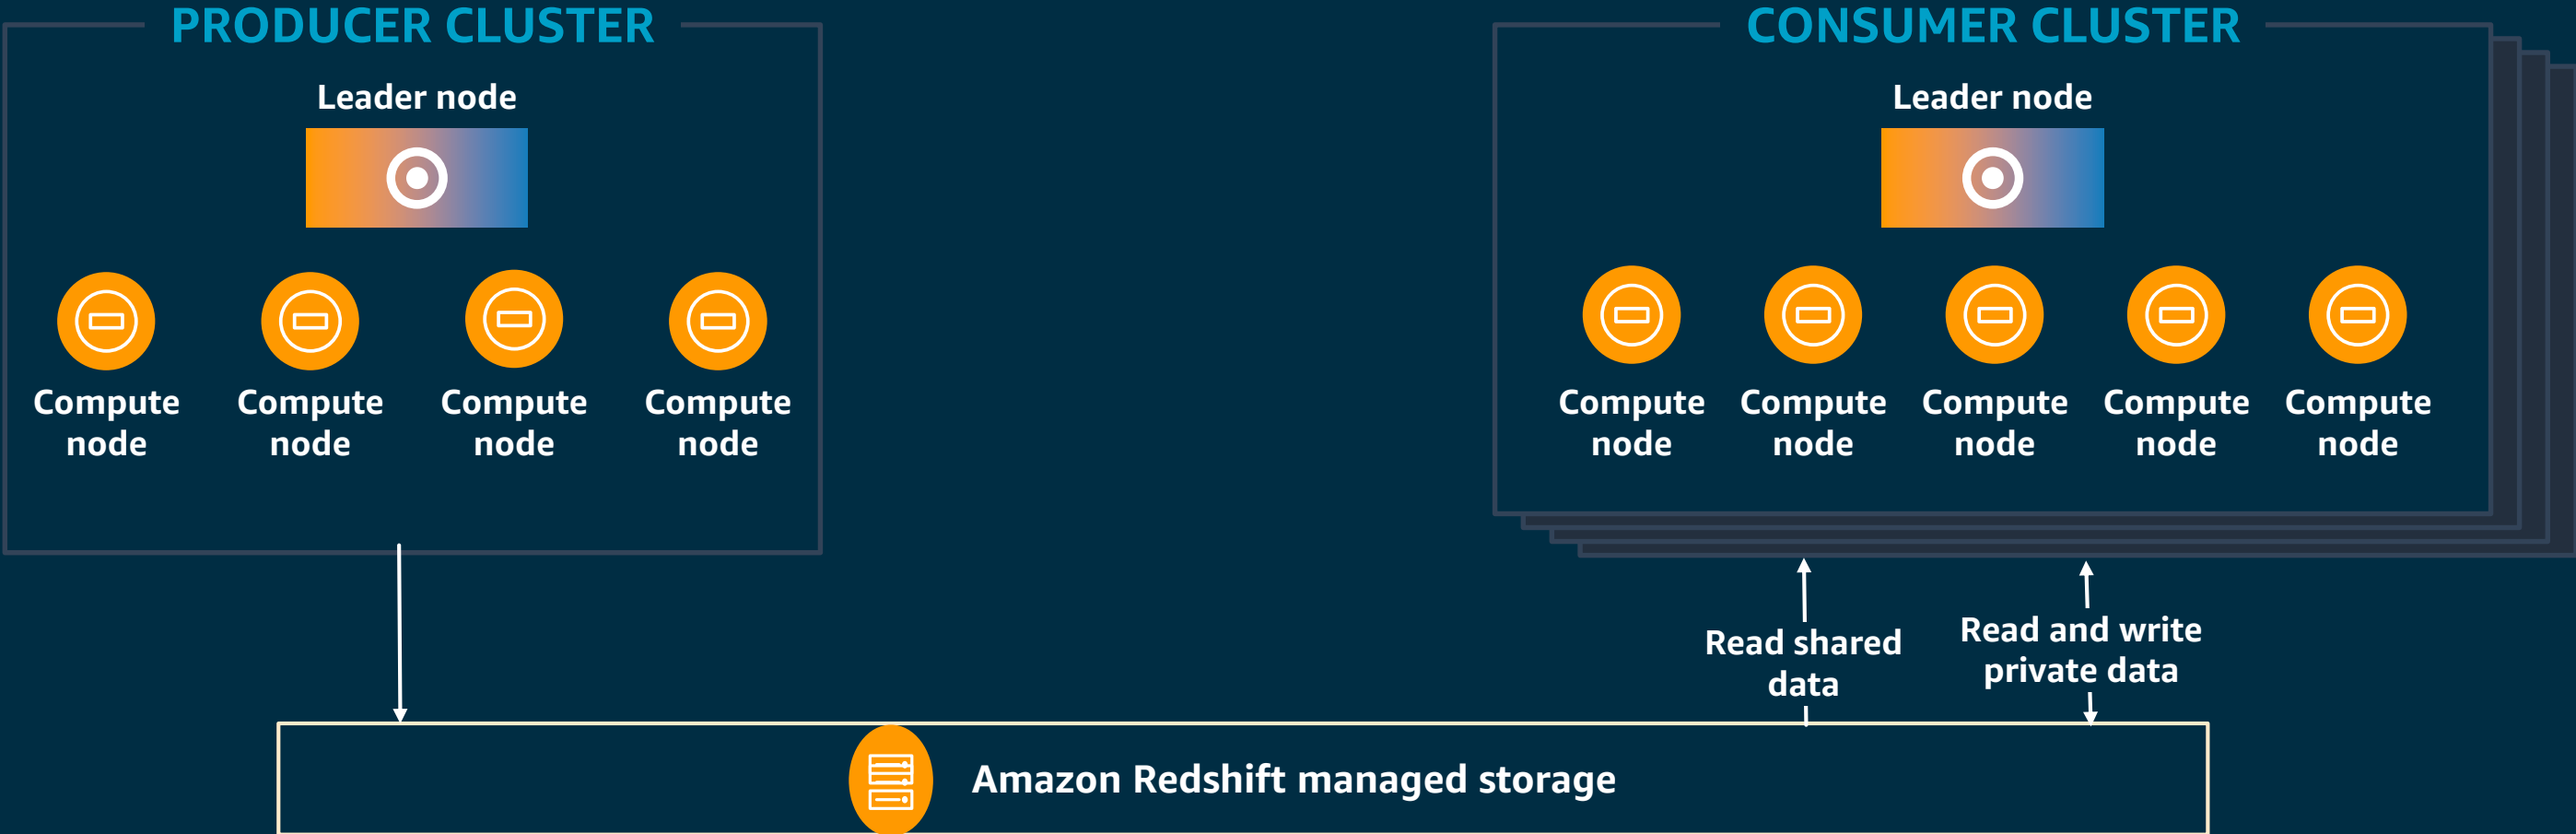 PRODUCER CLUSTER
Leader node
Compute
node
Compute
node
Compute
node
Compute
node
CONSUMER CLUSTER
Leader node
Compute
node
Compute
node
Compute
node
Compute
node
Compute
node
Read shared
data
Read and write
private data
Amazon Redshift managed storage